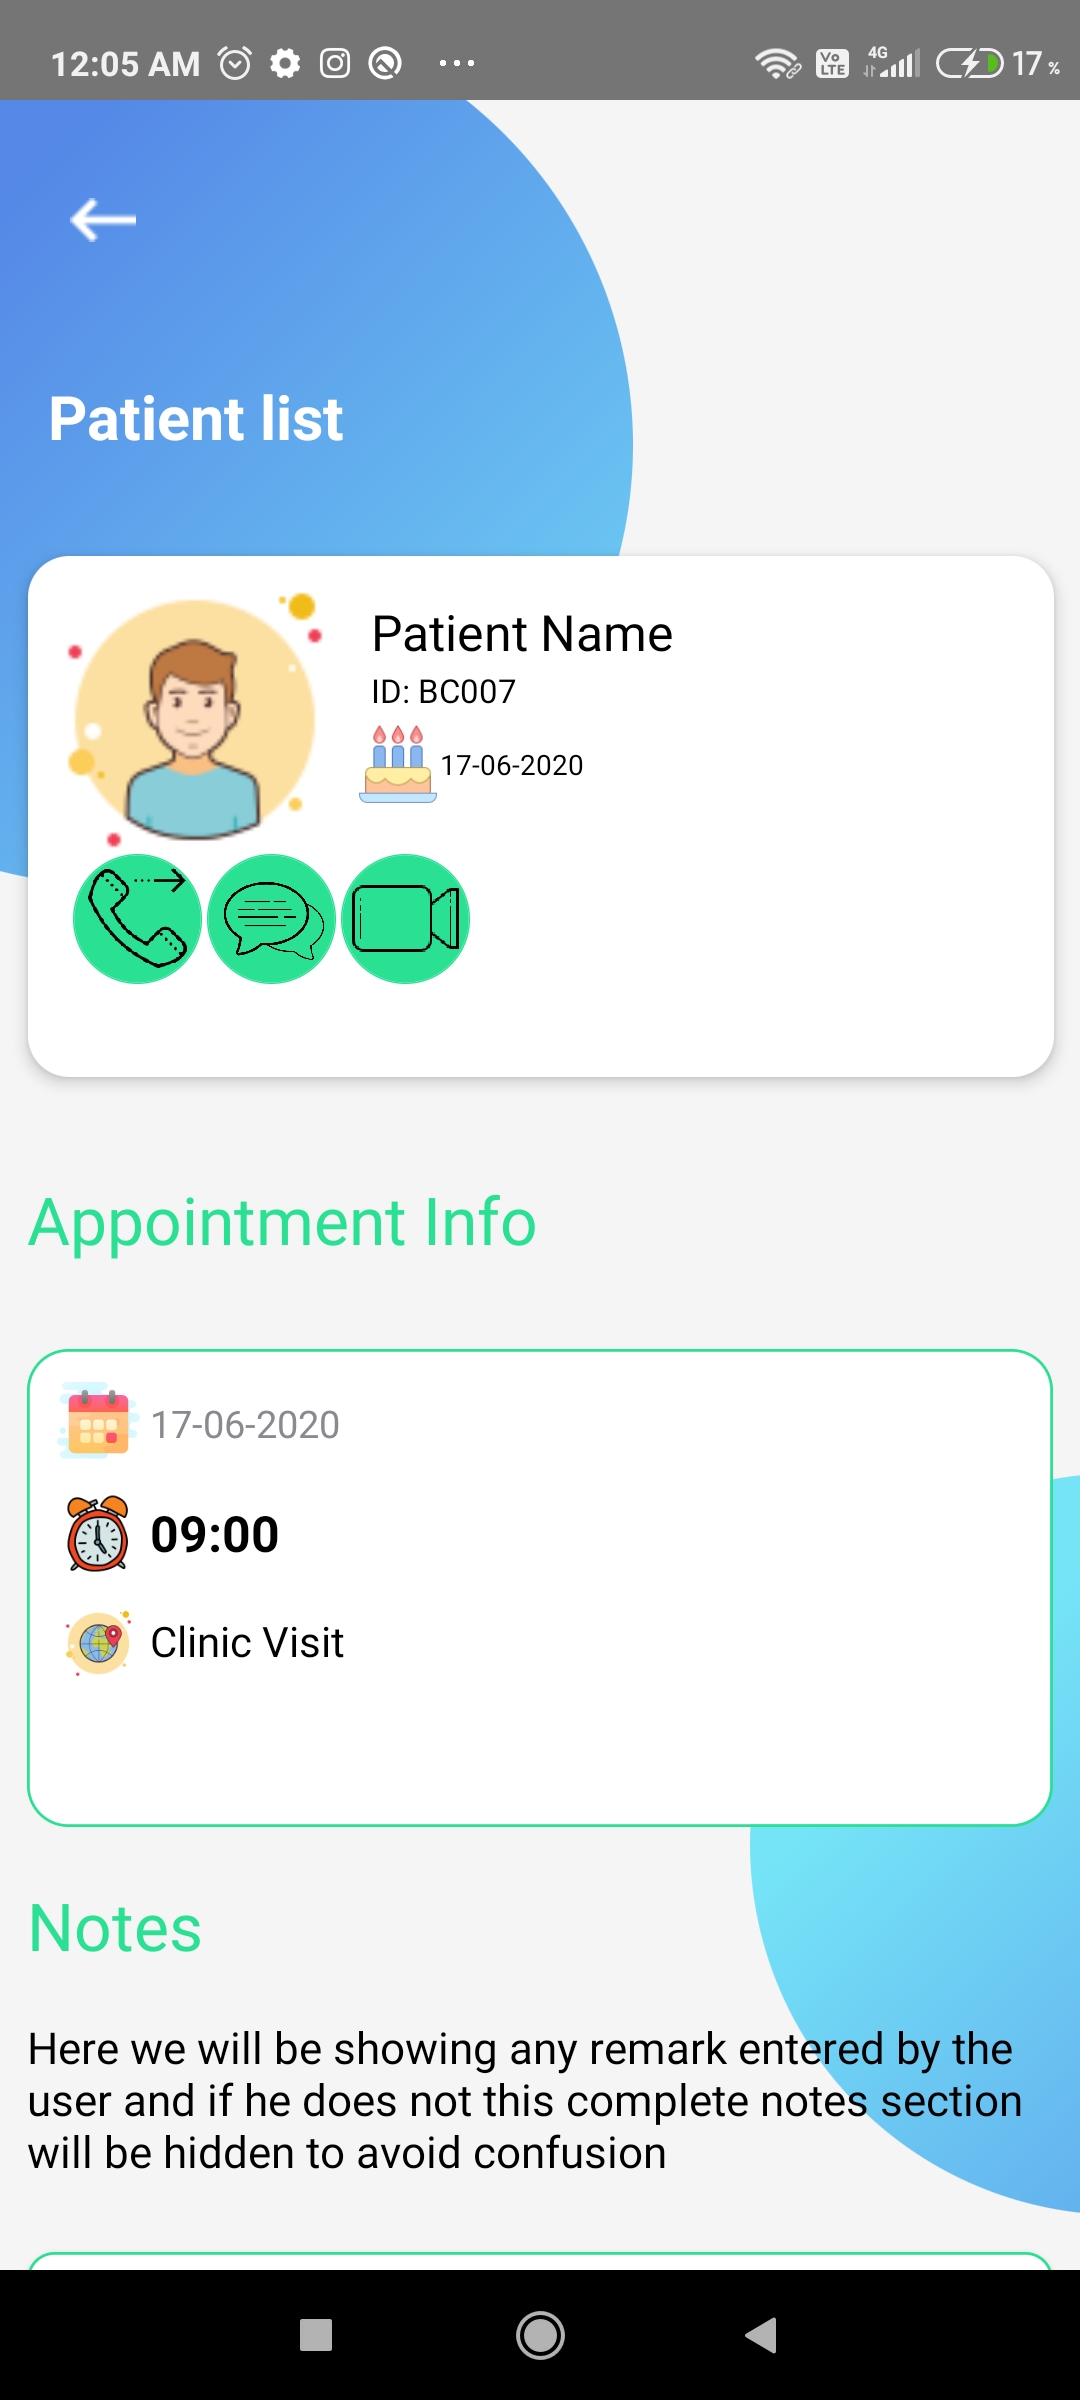 12:05 AM
Vo LTE 4G 17 %
Patient list
Patient Name
ID: BC007
17-06-2020
Appointment Info
17-06-2020
09:00
Clinic Visit
Notes
Here we will be showing any remark entered by the
user and if he does not this complete notes section
will be hidden to avoid confusion